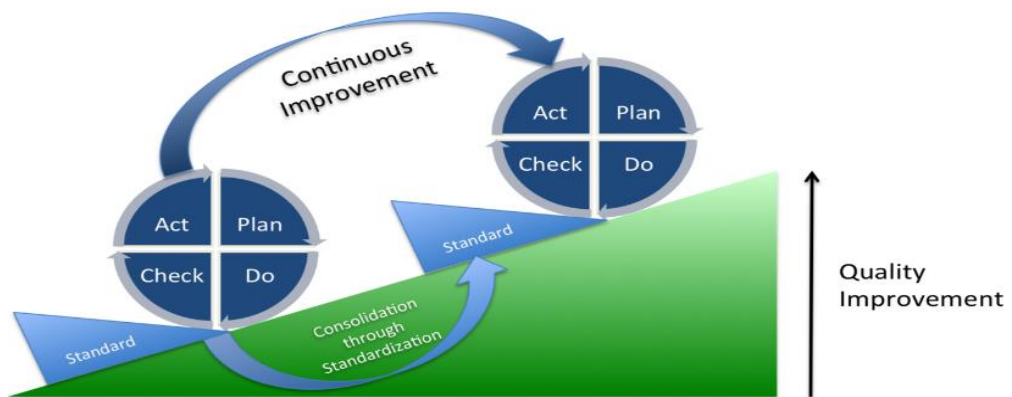 Continuous
Improvement
Act
Plan
Check
Do
Standard
Act
Plan
Check
Do
Standard
Consolidation
through
Standardization
Quality
Improvement